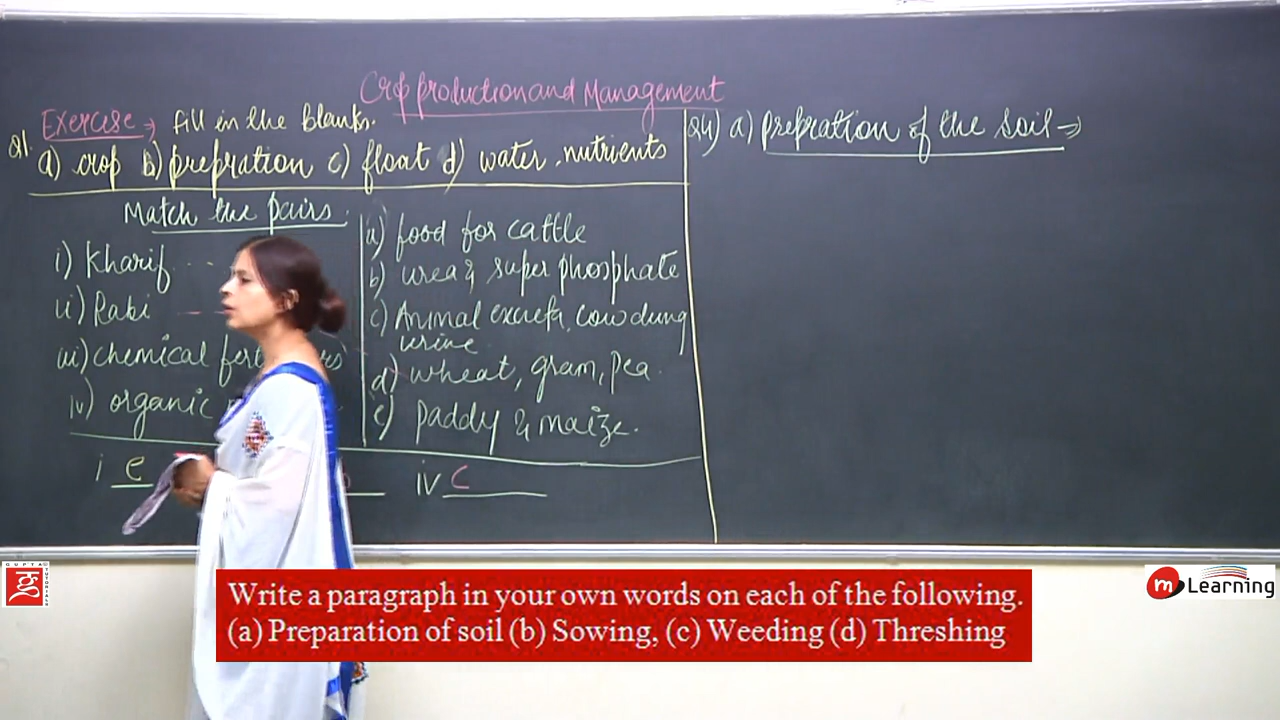 Crop production and Management
Exercise → fill in the blanks.
Q1. a) crop b) prepration c) float d) water, nutrients
Match the pairs.
i) Kharif
ii) Rabi
iii) chemical
iv) organic
a) food for cattle
b) urea & super phosphate
c) Animal excreta, cow dung
urine.
d) wheat, gram, pea.
e) paddy & maize.
i e
iv c
Q4) a) prepration of the soil →
Write a paragraph in your own words on each of the following.
(a) Preparation of soil (b) Sowing, (c) Weeding (d) Threshing
GUPTA
TUTORIALS
m Learning